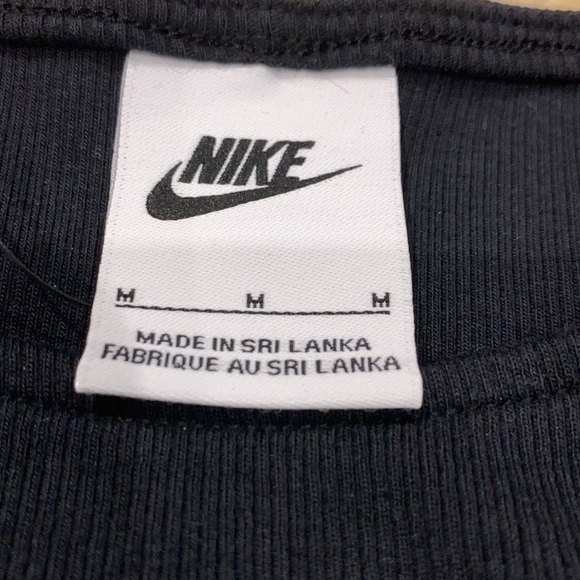 NIKE
M M M
MADE IN SRI LANKA
FABRIQUE AU SRI LANKA